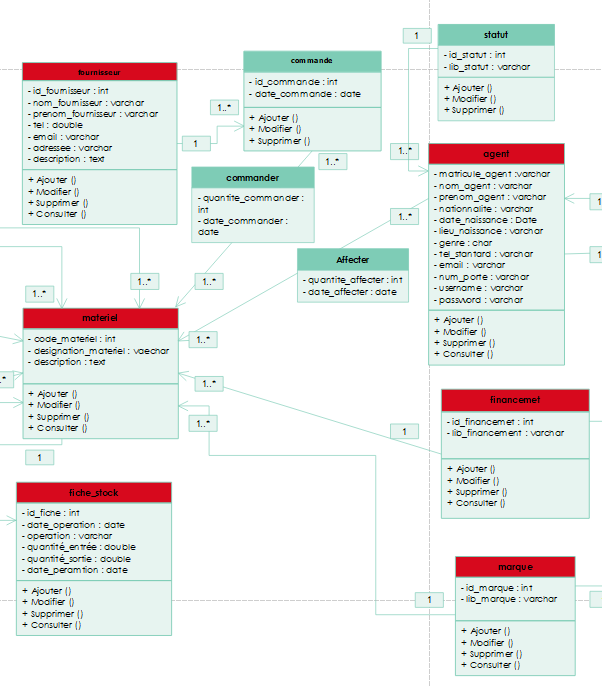 fournisseur
- id_fournisseur : int
- nom_fournisseur : varchar
- prenom_fournisseur : varchar
- tel : double
- email : varchar
- adressee : varchar
- description : text
+ Ajouter ()
+ Modifier ()
+ Supprimer ()
+ Consulter ()
1
1..*
commande
- id_commande : int
- date_commande : date
+ Ajouter ()
+ Modifier ()
+ Supprimer ()
1..*
statut
- id_statut : int
- lib_statut : varchar
+ Ajouter ()
+ Modifier ()
+ Supprimer ()
1
1..*
commander
- quantite_commander :
int
- date_commander :
date
Affecter
- quantite_affecter : int
- date_affecter : date
agent
- matricule_agent :varchar
- nom_agent : varchar
- prenom_agent : varchar
- nationnalite : varchar
- date_naissance : Date
- lieu_naissance : varchar
- genre : char
- tel_stantard : varchar
- email : varchar
- num_porte : varchar
- username : varchar
- password : varchar
+ Ajouter ()
+ Modifier ()
+ Supprimer ()
+ Consulter ()
1..*
1
1
1..*
1..*
1..*
materiel
- code_materiel : int
- designation_materiel : vaechar
- description : text
+ Ajouter ()
+ Modifier ()
+ Supprimer ()
+ Consulter ()
1..*
1..*
1..*
..*
1
1
financemet
- id_financemet : int
- lib_financement : varchar
+ Ajouter ()
+ Modifier ()
+ Supprimer ()
+ Consulter ()
fiche_stock
- id_fiche : int
- date_operation : date
- operation : varchar
- quantité_entrée : double
- quantité_sortie : double
- date_peramtion : date
+ Ajouter ()
+ Modifier ()
+ Supprimer ()
+ Consulter ()
1
marque
- id_marque : int
- lib_marque : varchar
+ Ajouter ()
+ Modifier ()
+ Supprimer ()
+ Consulter ()